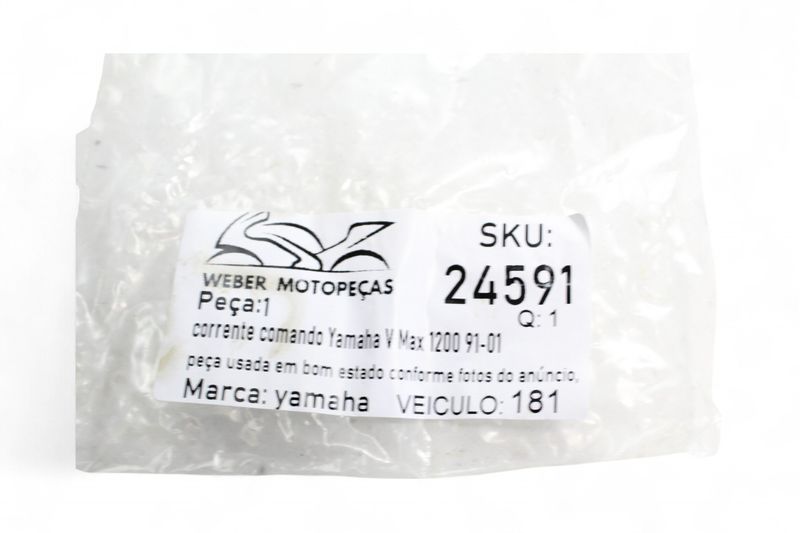 WEBER MOTOPEÇAS
SKU:
24591
Q: 1
Peça:1
corrente comando Yamaha V Max 1200 91-01
peça usada em bom estado conforme fotos do anúncio,
Marca: yamaha VEICULO: 181